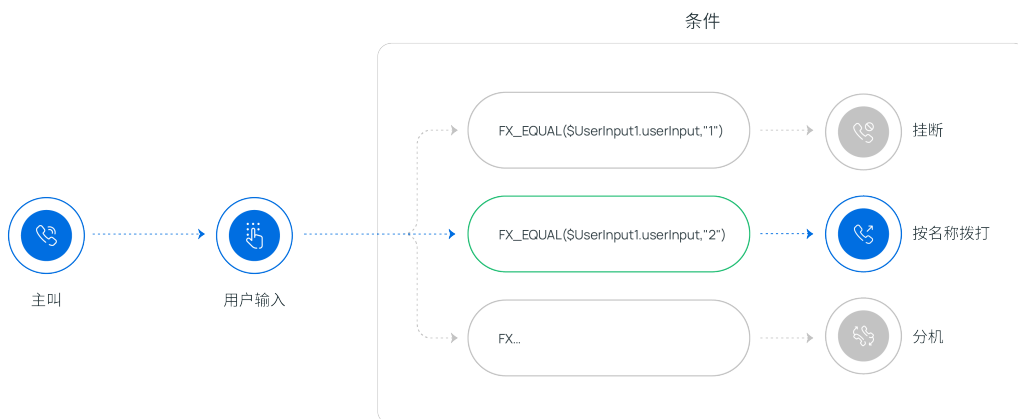 条件
FX_EQUAL($UserInput1.userInput,"1")
挂断
FX_EQUAL($UserInput1.userInput,"2")
按名称拨打
主叫
用户输入
FX...
分机